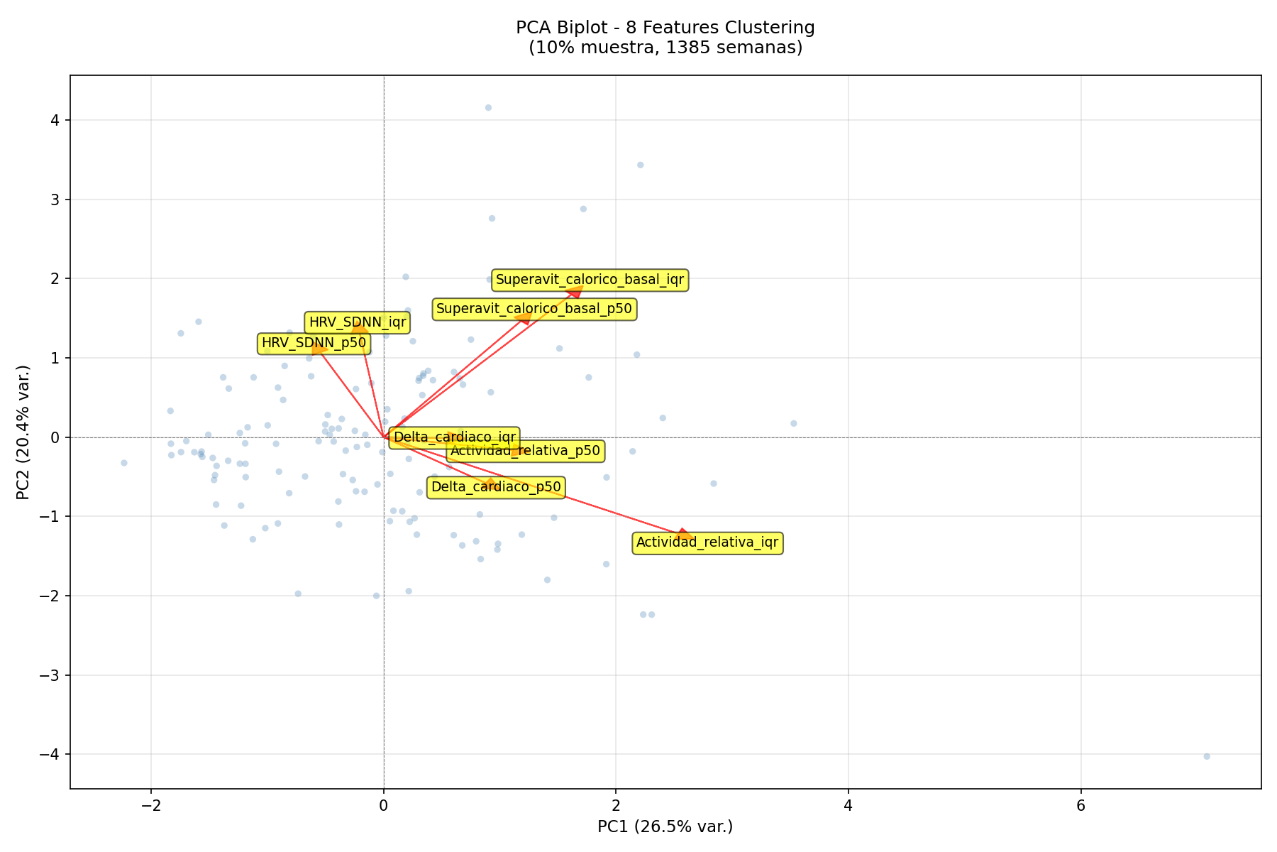 PCA Biplot - 8 Features Clustering
(10% muestra, 1385 semanas)
4
3
2
1
0
−1
−2
−3
−4
PC2 (20.4% var.)
Superavit_calorico_basal_iqr
Superavit_calorico_basal_p50
HRV_SDNN_iqr
HRV_SDNN_p50
Delta_cardiaco_iqr
Actividad_relativa_p50
Delta_cardiaco_p50
Actividad_relativa_iqr
−2
0
2
4
6
PC1 (26.5% var.)